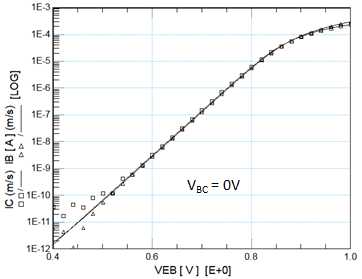 1E-3
1E-4
1E-5
1E-6
1E-7
1E-8
1E-9
1E-10
1E-11
1E-12
IC (m/s) IB [ A ] (m/s) [LOG]
V_BC = 0V
0.4 0.6 0.8 1.0
VEB [ V ] [E+0]